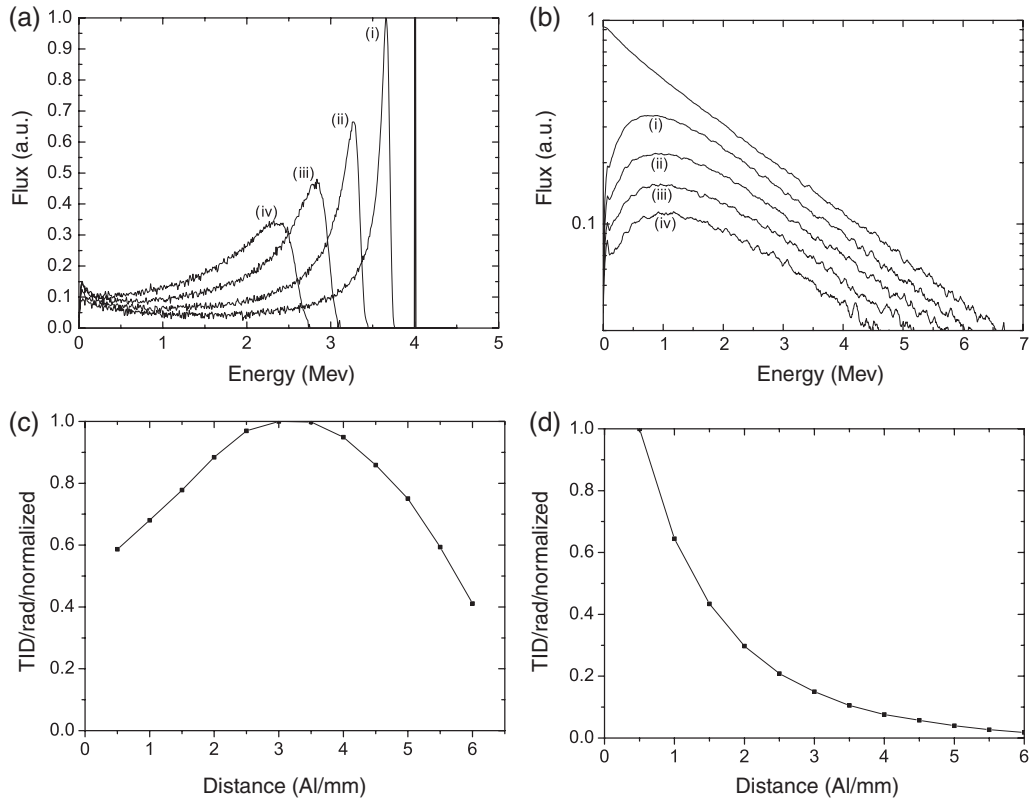 (a)
1.0
0.9
0.8
0.7
0.6
0.5
0.4
0.3
0.2
0.1
0.0
Flux (a.u.)
(i)
(ii)
(iii)
(iv)
0 1 2 3 4 5
Energy (Mev)
(b)
1
0.1
Flux (a.u.)
(i)
(ii)
(iii)
(iv)
0 1 2 3 4 5 6 7
Energy (Mev)
(c)
1.0
0.8
0.6
0.4
0.2
0.0
TID/rad/normalized
0 1 2 3 4 5 6
Distance (Al/mm)
(d)
1.0
0.8
0.6
0.4
0.2
0.0
TID/rad/normalized
0 1 2 3 4 5 6
Distance (Al/mm)